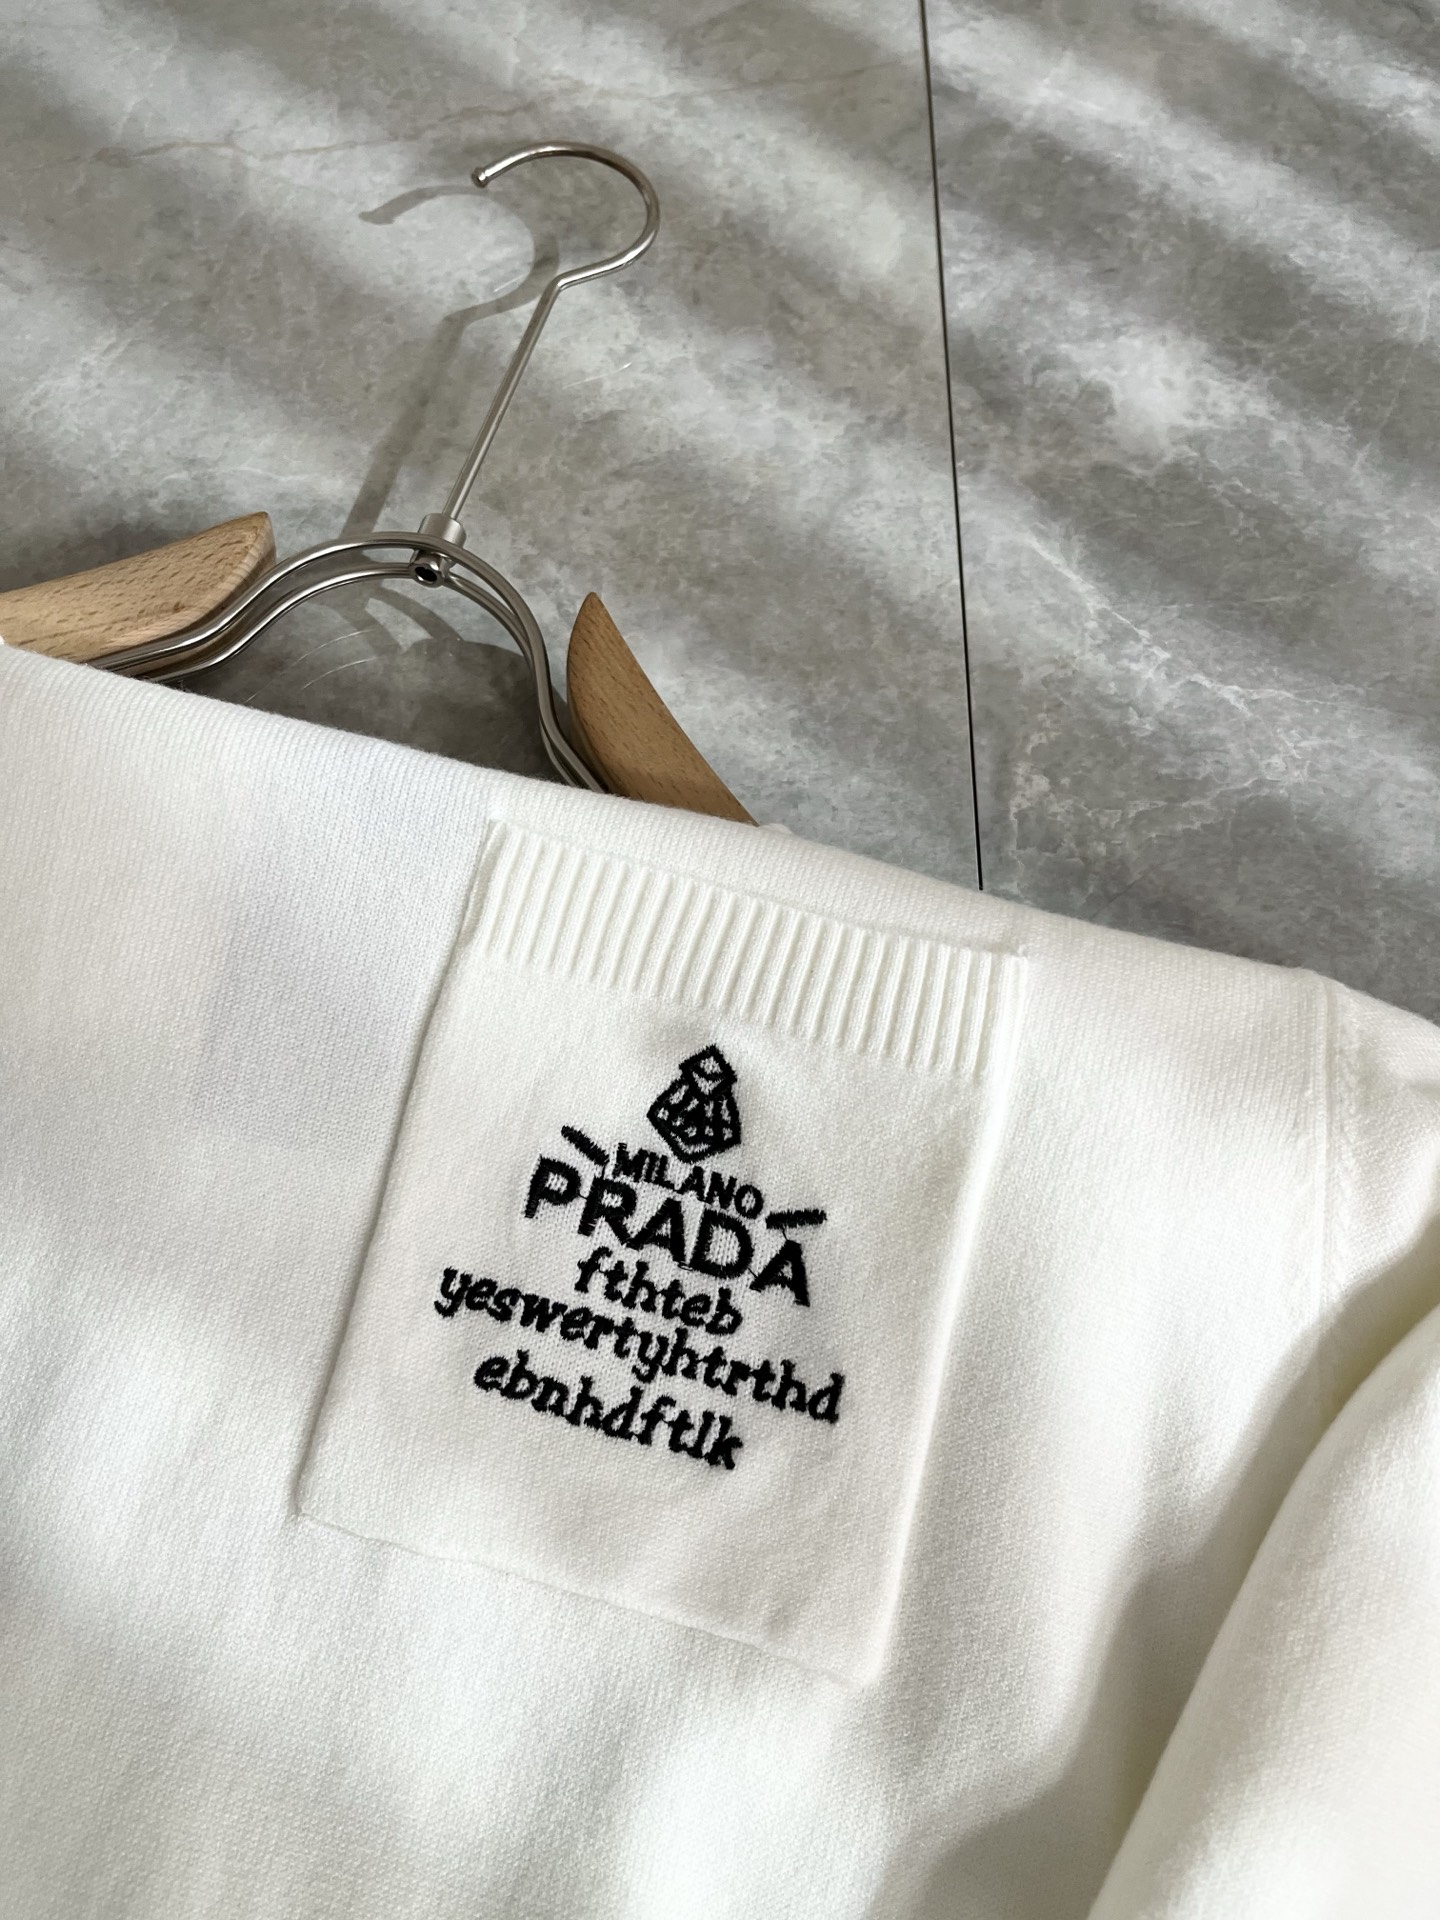 MILANO
PRADA
fthteb
yeswertyhtrthd
ebnhdftlk